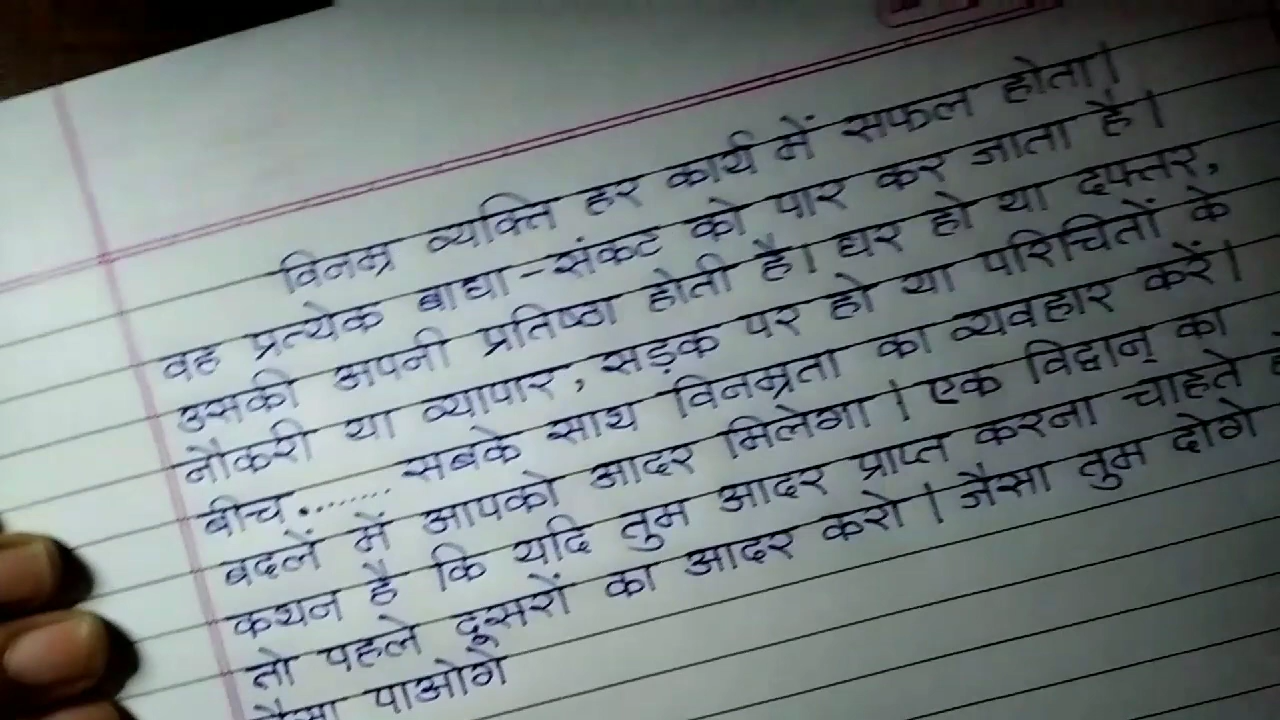 विनम्र व्यक्ति हर कार्य में सफल होता।
वह प्रत्येक बाधा-संकट को पार कर जाता है।
उसकी अपनी प्रतिष्ठा होती है। घर हो या दफ्तर,
नौकरी या व्यापार, सड़क पर हो या परिचितों के
बीच........ सबके साथ विनम्रता का व्यवहार करें।
बदलें में आपको आदर मिलेगा। एक विद्वान् का
कथन है कि यदि तुम आदर प्राप्त करना चाहते
तो पहले दूसरों का आदर करो। जैसा तुम दोगे
पाओगे